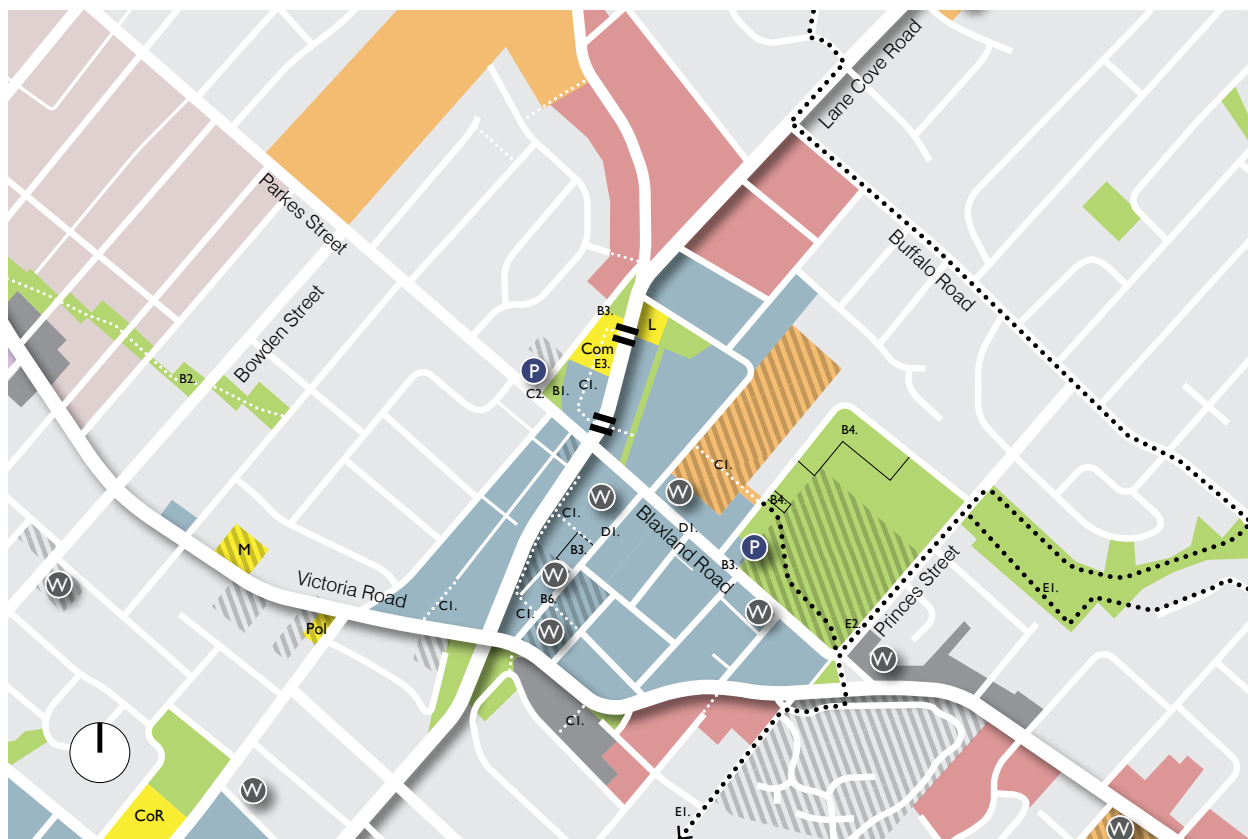 Lane Cove Road
Parkes Street
Buffalo Road
Bowden Street
B3.
L
Com
E3.
P
C2.
B1.
C1.
B2.
B4.
C1.
W
W
B4.
C1.
D1.
D1.
Blaxland Road
P
B3.
B3.
M
W
W
Victoria Road
C1.
B6.
C1.
W
W
E1.
Pol
E2.
Princes Street
W
C1.
W
CoR
E1.
W